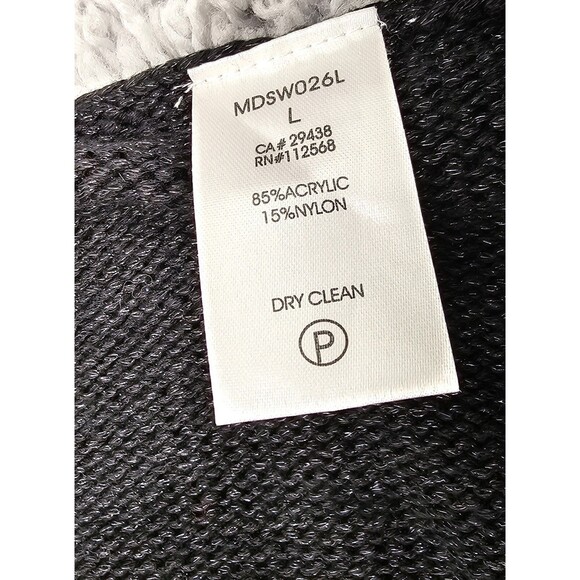 MDSW026L
L
CA# 29438
RN#112568
85%ACRYLIC
15%NYLON
DRY CLEAN
P